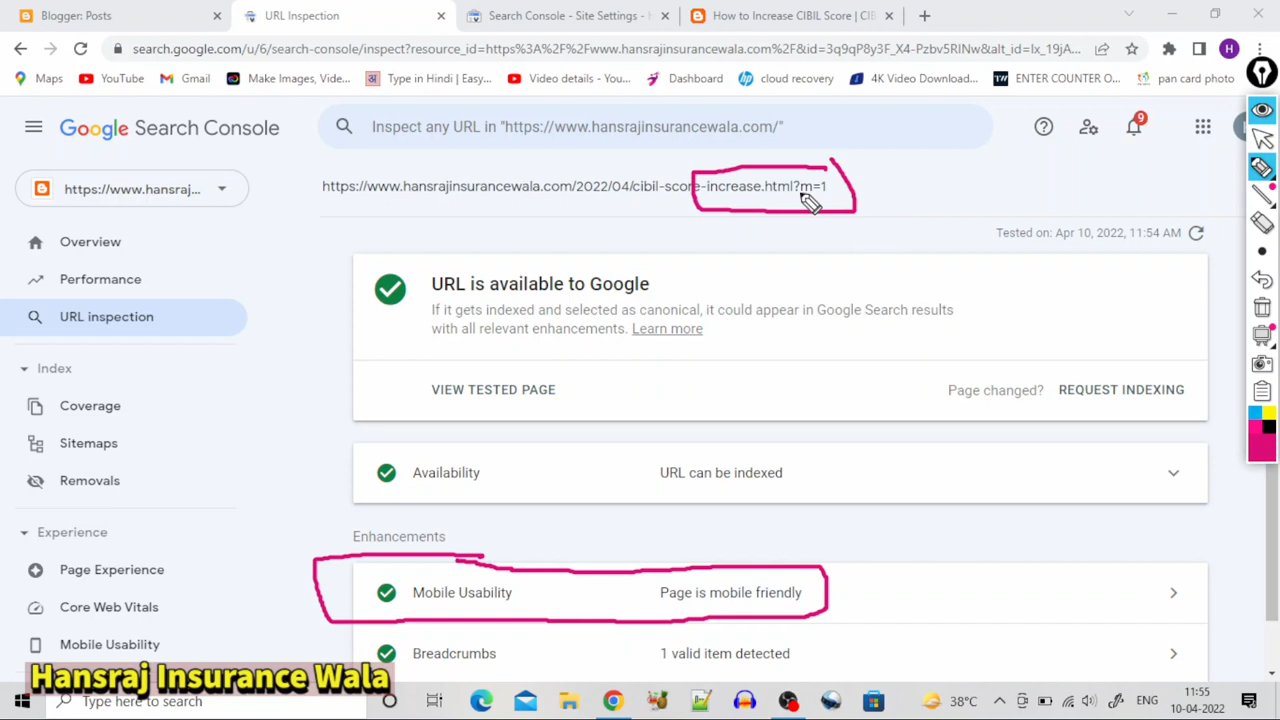 Blogger: Posts
URL Inspection
Search Console - Site Settings - h
How to Increase CIBIL Score | CIB
search.google.com/u/6/search-console/inspect?resource_id=https%3A%2F%2Fwww.hansrajinsurancewala.com%2F&id=3q9qP8y3F_X4-Pzbv5RlNw&alt_id=Ix_19jA...
H
Maps
YouTube
Gmail
Make Images, Vide...
Type in Hindi | Easy...
Video details - You...
Dashboard
cloud recovery
4K Video Download...
ENTER COUNTER O...
pan card photo
Google Search Console
Inspect any URL in "https://www.hansrajinsurancewala.com/"
9
https://www.hansraj...
https://www.hansrajinsurancewala.com/2022/04/cibil-score-increase.html?m=1
Tested on: Apr 10, 2022, 11:54 AM
Overview
Performance
URL inspection
Index
Coverage
Sitemaps
Removals
Experience
Page Experience
Core Web Vitals
Mobile Usability
URL is available to Google
If it gets indexed and selected as canonical, it could appear in Google Search results
with all relevant enhancements. Learn more
VIEW TESTED PAGE
Page changed? REQUEST INDEXING
Availability
URL can be indexed
Enhancements
Mobile Usability
Page is mobile friendly
Breadcrumbs
1 valid item detected
Hansraj Insurance Wala
Type here to search
38°C
ENG
11:55
10-04-2022